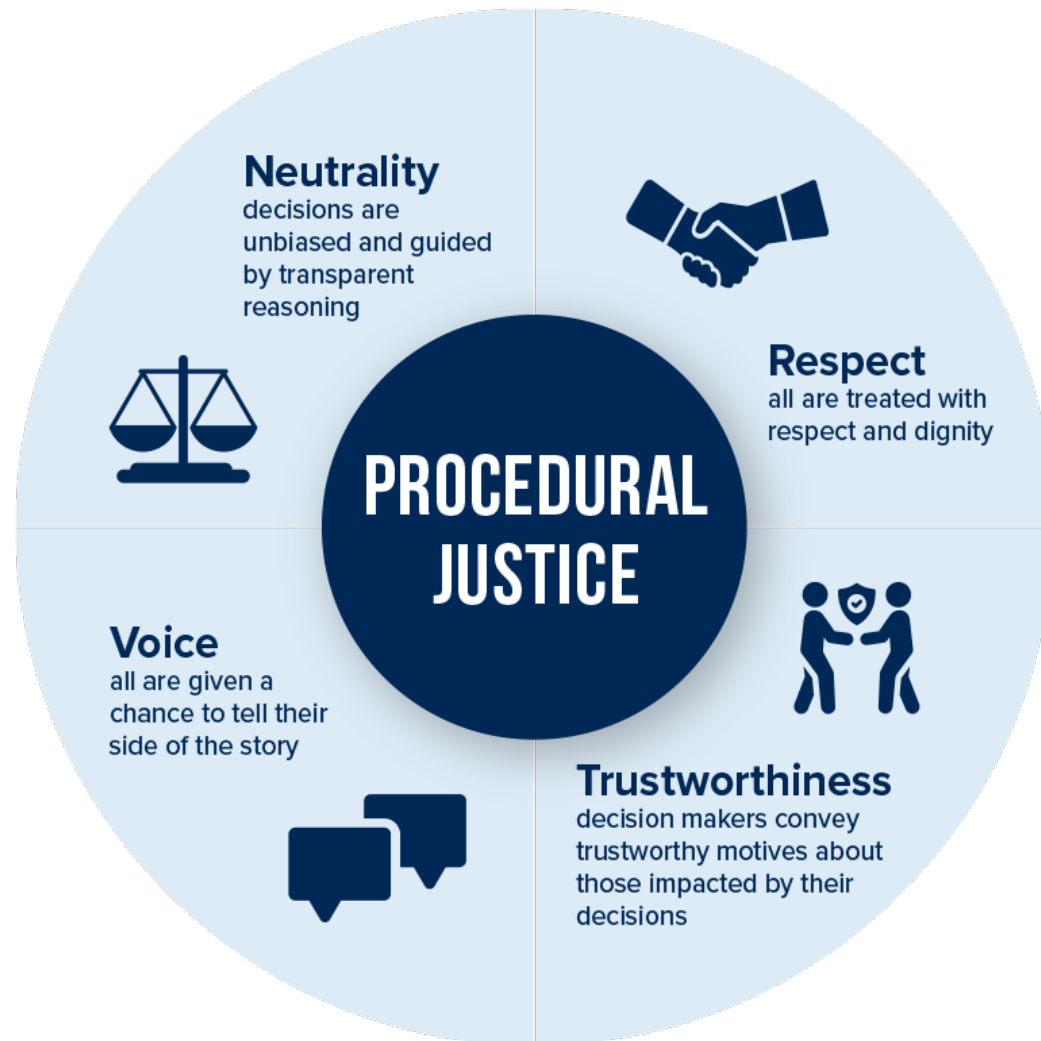 Neutrality
decisions are
unbiased and guided
by transparent
reasoning
Respect
all are treated with
respect and dignity
PROCEDURAL
JUSTICE
Voice
all are given a
chance to tell their
side of the story
Trustworthiness
decision makers convey
trustworthy motives about
those impacted by their
decisions